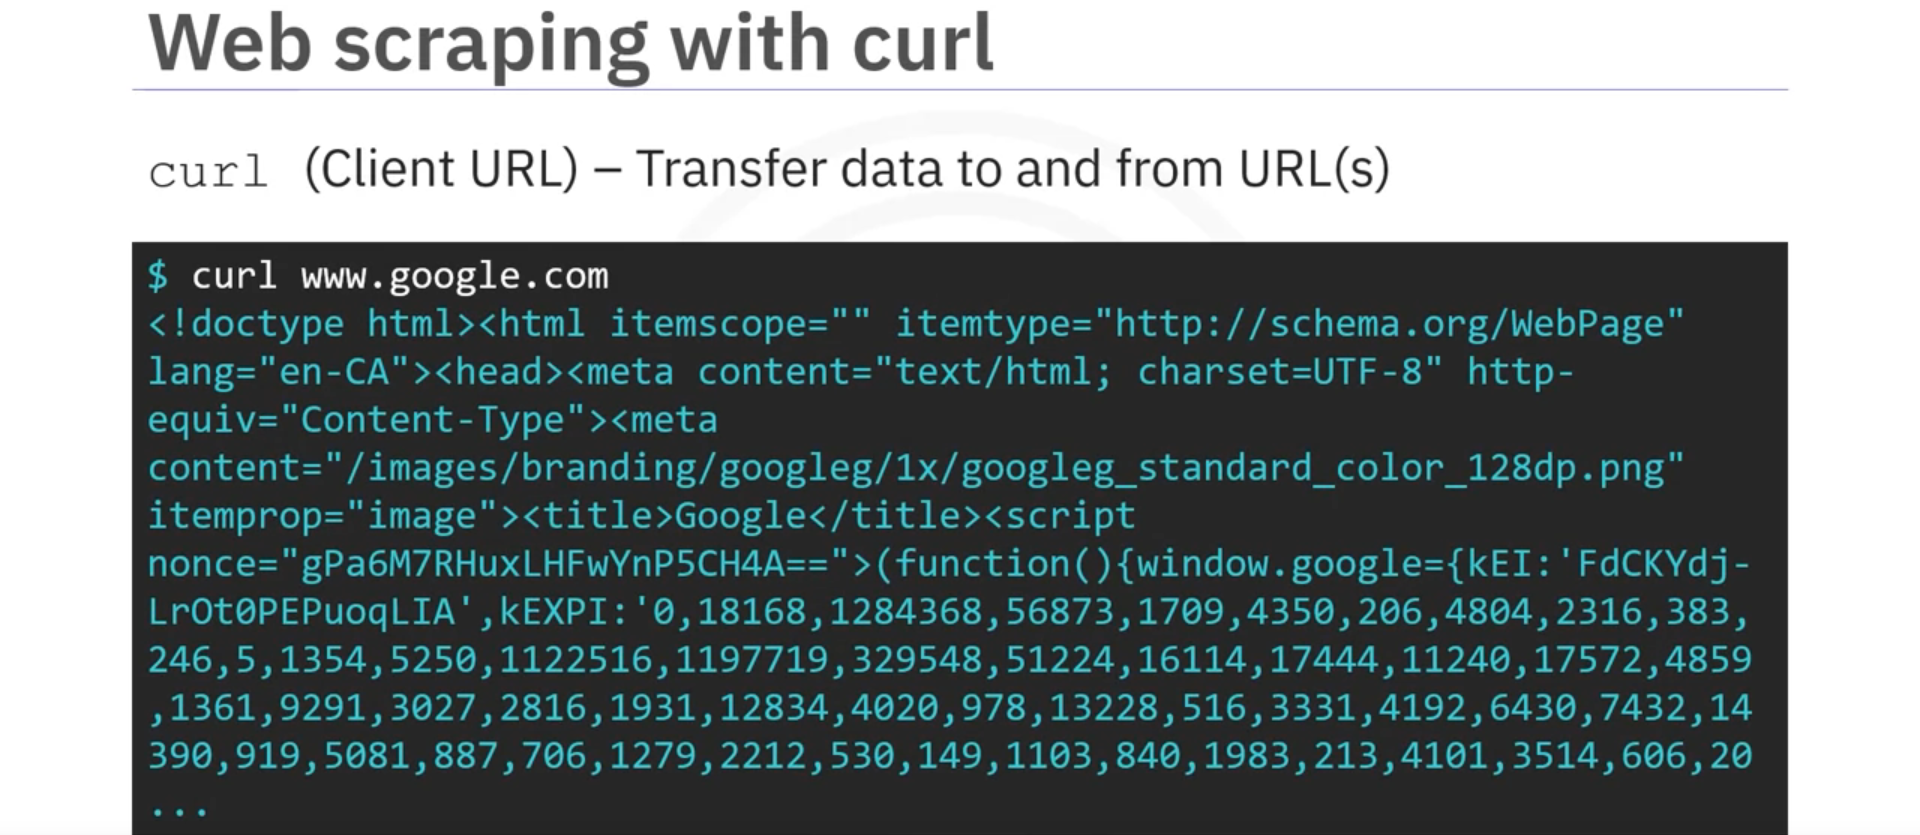 Web scraping with curl
curl (Client URL) – Transfer data to and from URL(s)
$ curl www.google.com
<!doctype html><html itemscope="" itemtype="http://schema.org/WebPage"
lang="en-CA"><head><meta content="text/html; charset=UTF-8" http-
equiv="Content-Type"><meta
content="/images/branding/googleg/1x/googleg_standard_color_128dp.png"
itemprop="image"><title>Google</title><script
nonce="gPa6M7RHuxLHFwYnP5CH4A==">(function(){window.google={kEI:'FdCKYdj-
LrOt0PEPuoqLIA',kEXPI:'0,18168,1284368,56873,1709,4350,206,4804,2316,383,
246,5,1354,5250,1122516,1197719,329548,51224,16114,17444,11240,17572,4859
,1361,9291,3027,2816,1931,12834,4020,978,13228,516,3331,4192,6430,7432,14
390,919,5081,887,706,1279,2212,530,149,1103,840,1983,213,4101,3514,606,20
...